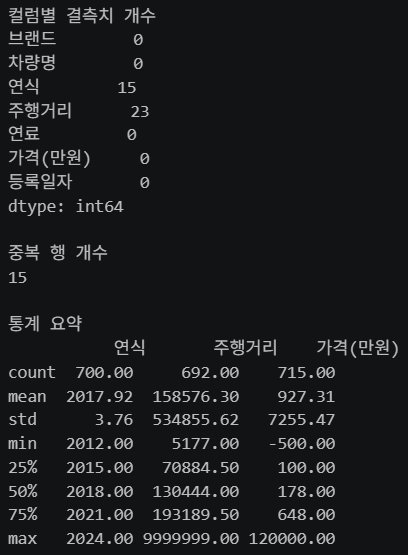 컬럼별 결측치 개수
브랜드 0
차량명 0
연식 15
주행거리 23
연료 0
가격(만원) 0
등록일자 0
dtype: int64
중복 행 개수
15
통계 요약
연식 주행거리 가격(만원)
count 700.00 692.00 715.00
mean 2017.92 158576.30 927.31
std 3.76 534855.62 7255.47
min 2012.00 5177.00 -500.00
25% 2015.00 70884.50 100.00
50% 2018.00 130444.00 178.00
75% 2021.00 193189.50 648.00
max 2024.00 9999999.00 120000.00